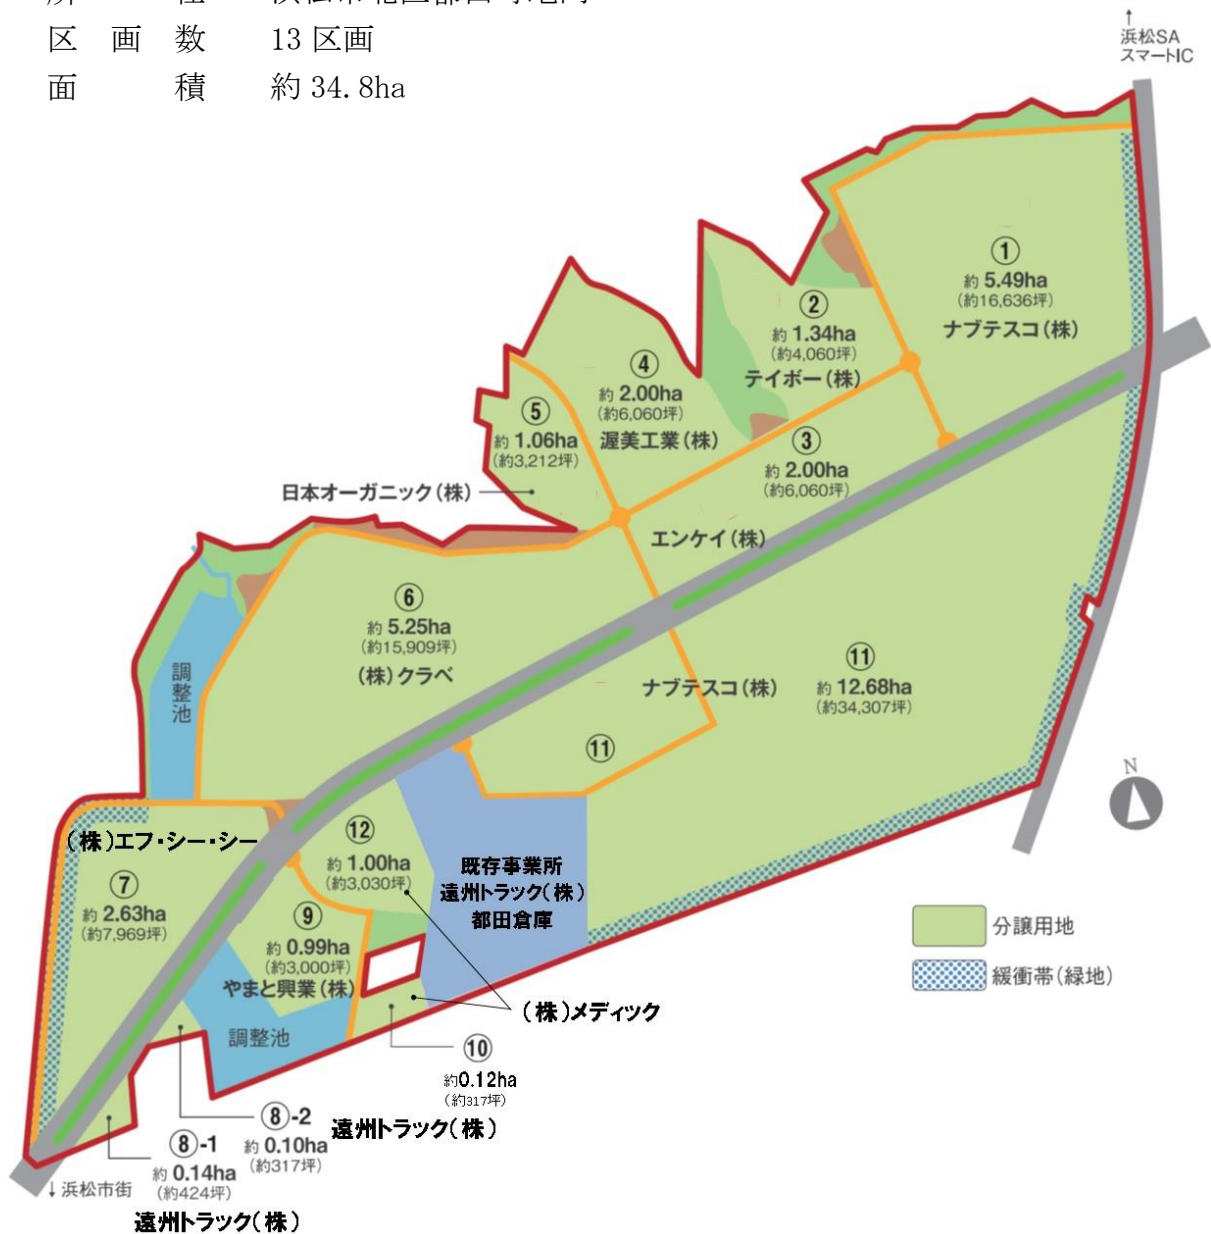 所　　在　浜松市北区都田町地内
区　画　数　13区画
面　　積　約34.8ha
↑
浜松SA
スマートIC
①
約 5.49ha
(約16,636坪)
ナブテスコ(株)
②
約 1.34ha
(約4,060坪)
テイボー(株)
④
約 2.00ha
(約6,060坪)
渥美工業(株)
⑤
約 1.06ha
(約3,212坪)
日本オーガニック(株)
③
約 2.00ha
(約6,060坪)
エンケイ(株)
⑥
約 5.25ha
(約15,909坪)
(株)クラベ
調整池
ナブテスコ(株)
⑪
約 12.68ha
(約34,307坪)
⑪
N
(株)エフ・シー・シー
⑦
約 2.63ha
(約7,969坪)
⑫
約 1.00ha
(約3,030坪)
既存事業所
遠州トラック(株)
都田倉庫
⑨
約 0.99ha
(約3,000坪)
やまと興業(株)
分譲用地
緩衝帯(緑地)
(株)メディック
調整池
⑩
約0.12ha
(約317坪)
⑧-2
約 0.10ha
(約317坪)
遠州トラック(株)
⑧-1
約 0.14ha
(約424坪)
遠州トラック(株)
↓浜松市街